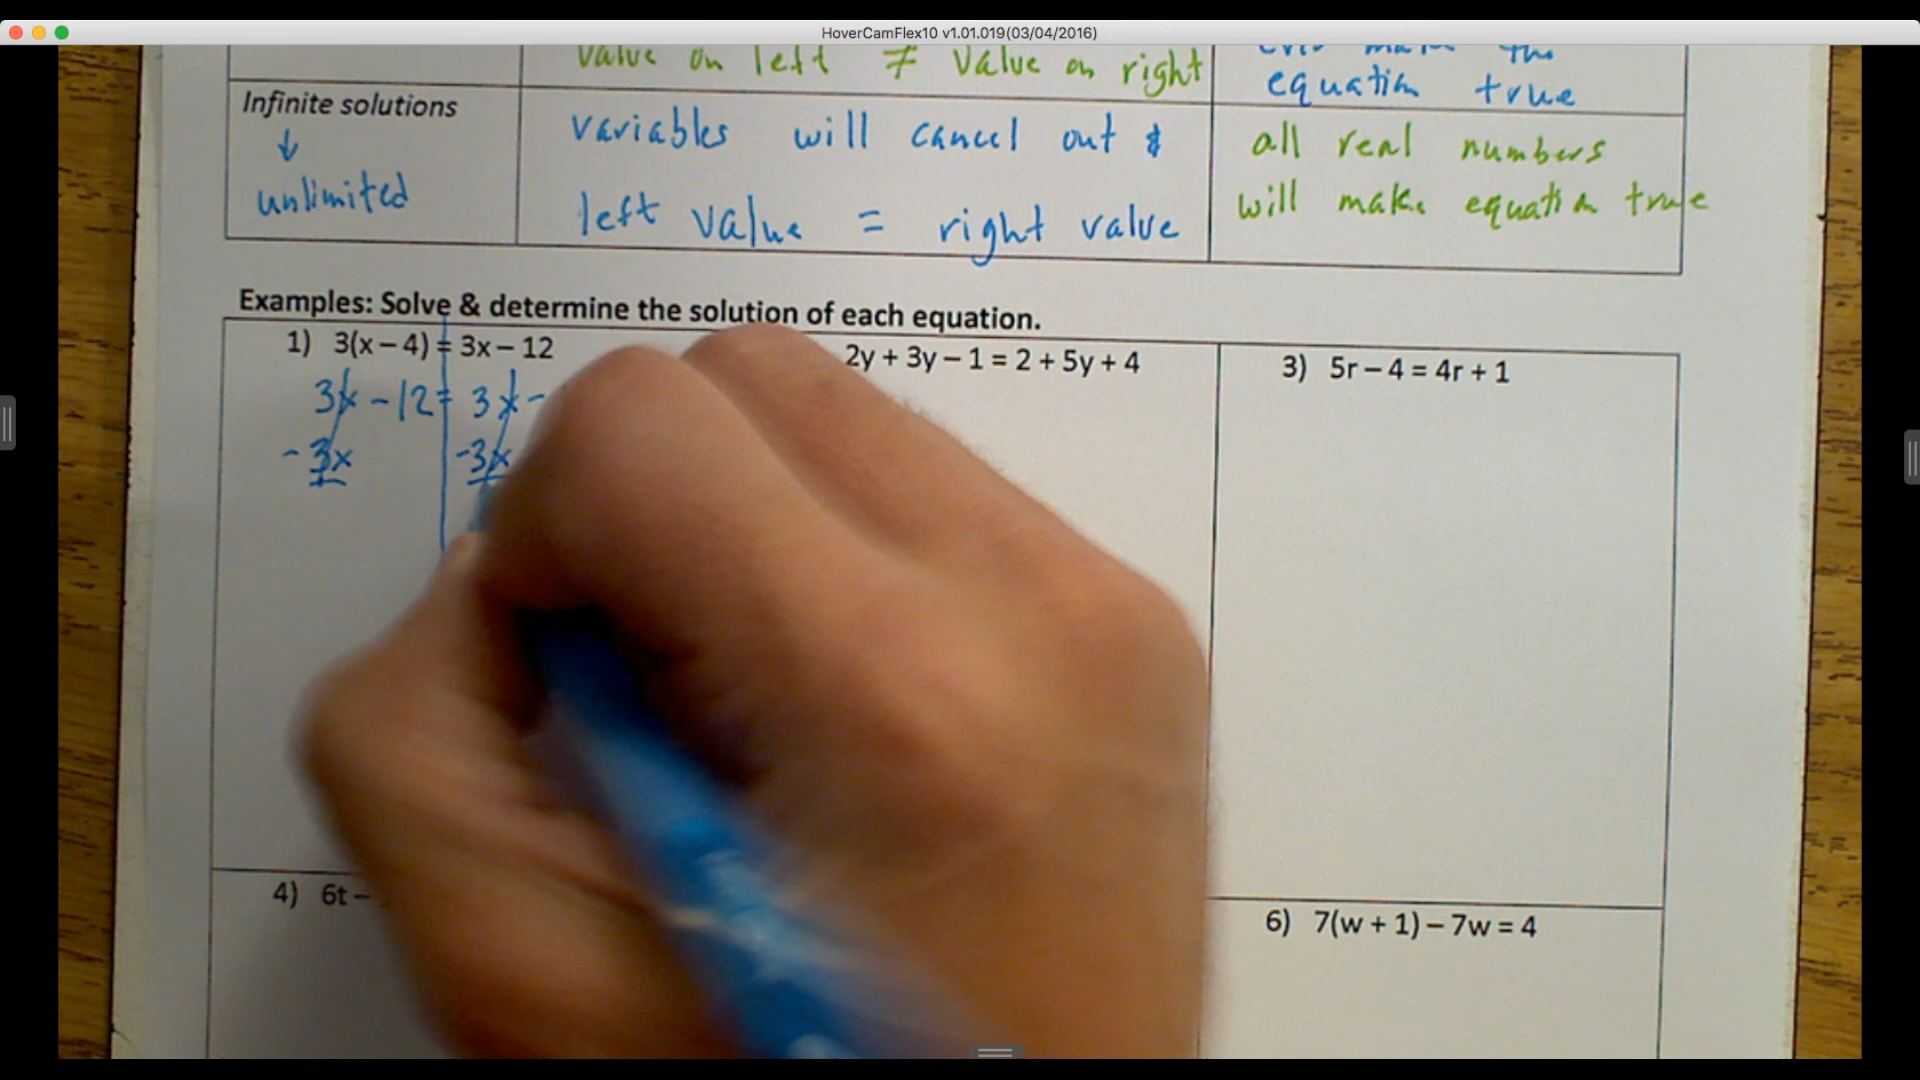 HoverCamFlex10 v1.01.019(03/04/2016)
Value on left ≠ Value on right
the
equation true
Infinite solutions
↓
unlimited
variables will cancel out &
left value = right value
all real numbers
will make equation true
Examples: Solve & determine the solution of each equation.
1) 3(x – 4) = 3x – 12
3x - 12 = 3x -
- 3x -3x
2y + 3y – 1 = 2 + 5y + 4
3) 5r – 4 = 4r + 1
4) 6t –
6) 7(w + 1) – 7w = 4